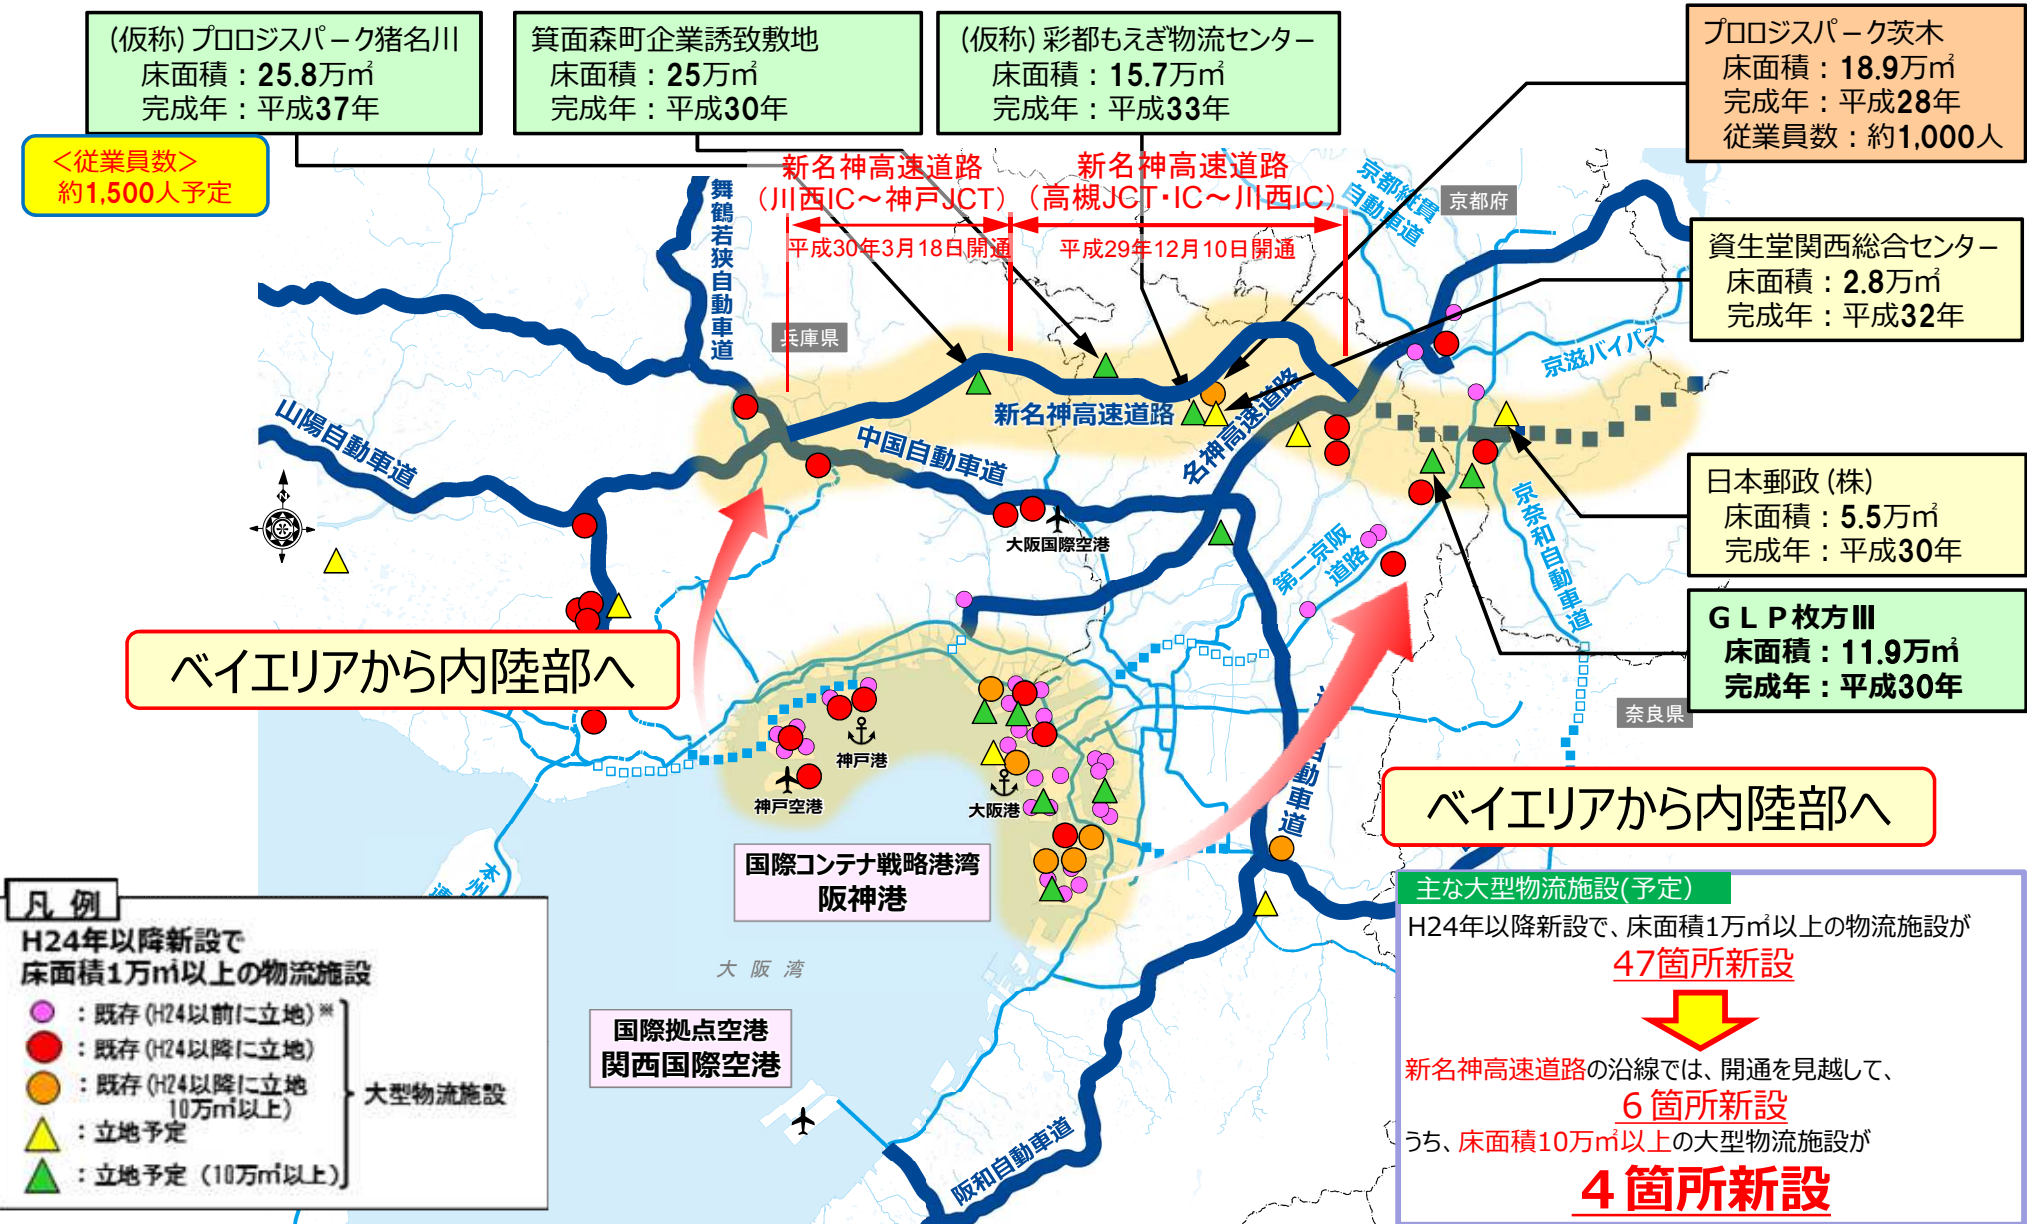 (仮称)プロロジスパーク猪名川
床面積：25.8万㎡
完成年：平成37年
箕面森町企業誘致敷地
床面積：25万㎡
完成年：平成30年
(仮称)彩都もえぎ物流センター
床面積：15.7万㎡
完成年：平成33年
プロロジスパーク茨木
床面積：18.9万㎡
完成年：平成28年
従業員数：約1,000人
＜従業員数＞
約1,500人予定
新名神高速道路
（川西IC～神戸JCT）
平成30年3月18日開通
新名神高速道路
（高槻JCT・IC～川西IC）
平成29年12月10日開通
京都縦貫
自動車道
京都府
舞鶴若狭自動車道
資生堂関西総合センター
床面積：2.8万㎡
完成年：平成32年
兵庫県
京滋バイパス
山陽自動車道
新名神高速道路
中国自動車道
名神高速道路
日本郵政(株)
床面積：5.5万㎡
完成年：平成30年
N
大阪国際空港
第二京阪
道路
京奈和自動車道
ＧＬＰ枚方Ⅲ
床面積：11.9万㎡
完成年：平成30年
ベイエリアから内陸部へ
奈良県
神戸港
神戸空港
大阪港
自動車道
ベイエリアから内陸部へ
国際コンテナ戦略港湾
阪神港
本州
大阪湾
国際拠点空港
関西国際空港
阪和自動車道
凡例
H24年以降新設で
床面積1万㎡以上の物流施設
：既存(H24以前に立地)※
：既存(H24以降に立地)
：既存(H24以降に立地
10万㎡以上)
：立地予定
：立地予定（10万㎡以上）
大型物流施設
主な大型物流施設(予定）
H24年以降新設で、床面積1万㎡以上の物流施設が
47箇所新設
新名神高速道路の沿線では、開通を見越して、
６箇所新設
うち、床面積10万㎡以上の大型物流施設が
４箇所新設